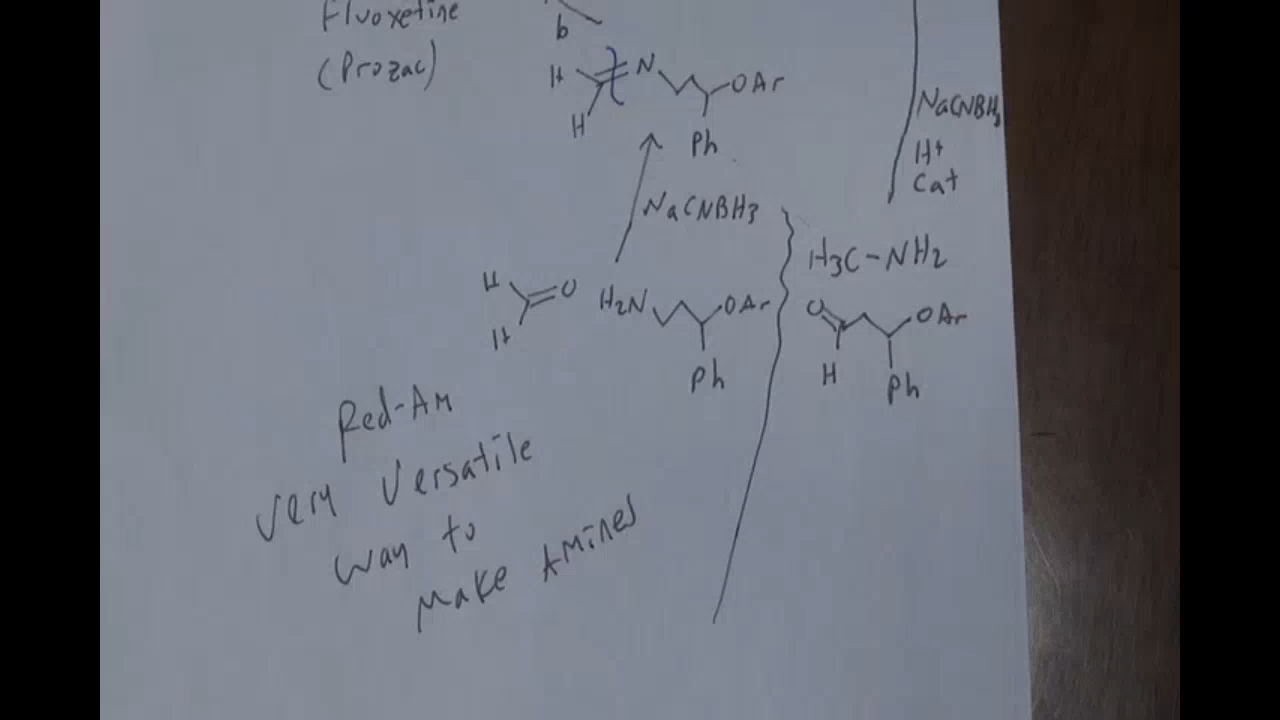 Fluoxetine
(Prozac)
b
H
N
OAr
H
Ph
NaCNBH3
H+
Cat
NaCNBH3
H
O
H2N
OAr
H
Ph
H3C-NH2
O
OAr
H
Ph
Red-Am
Very Versatile
way to
Make Amines